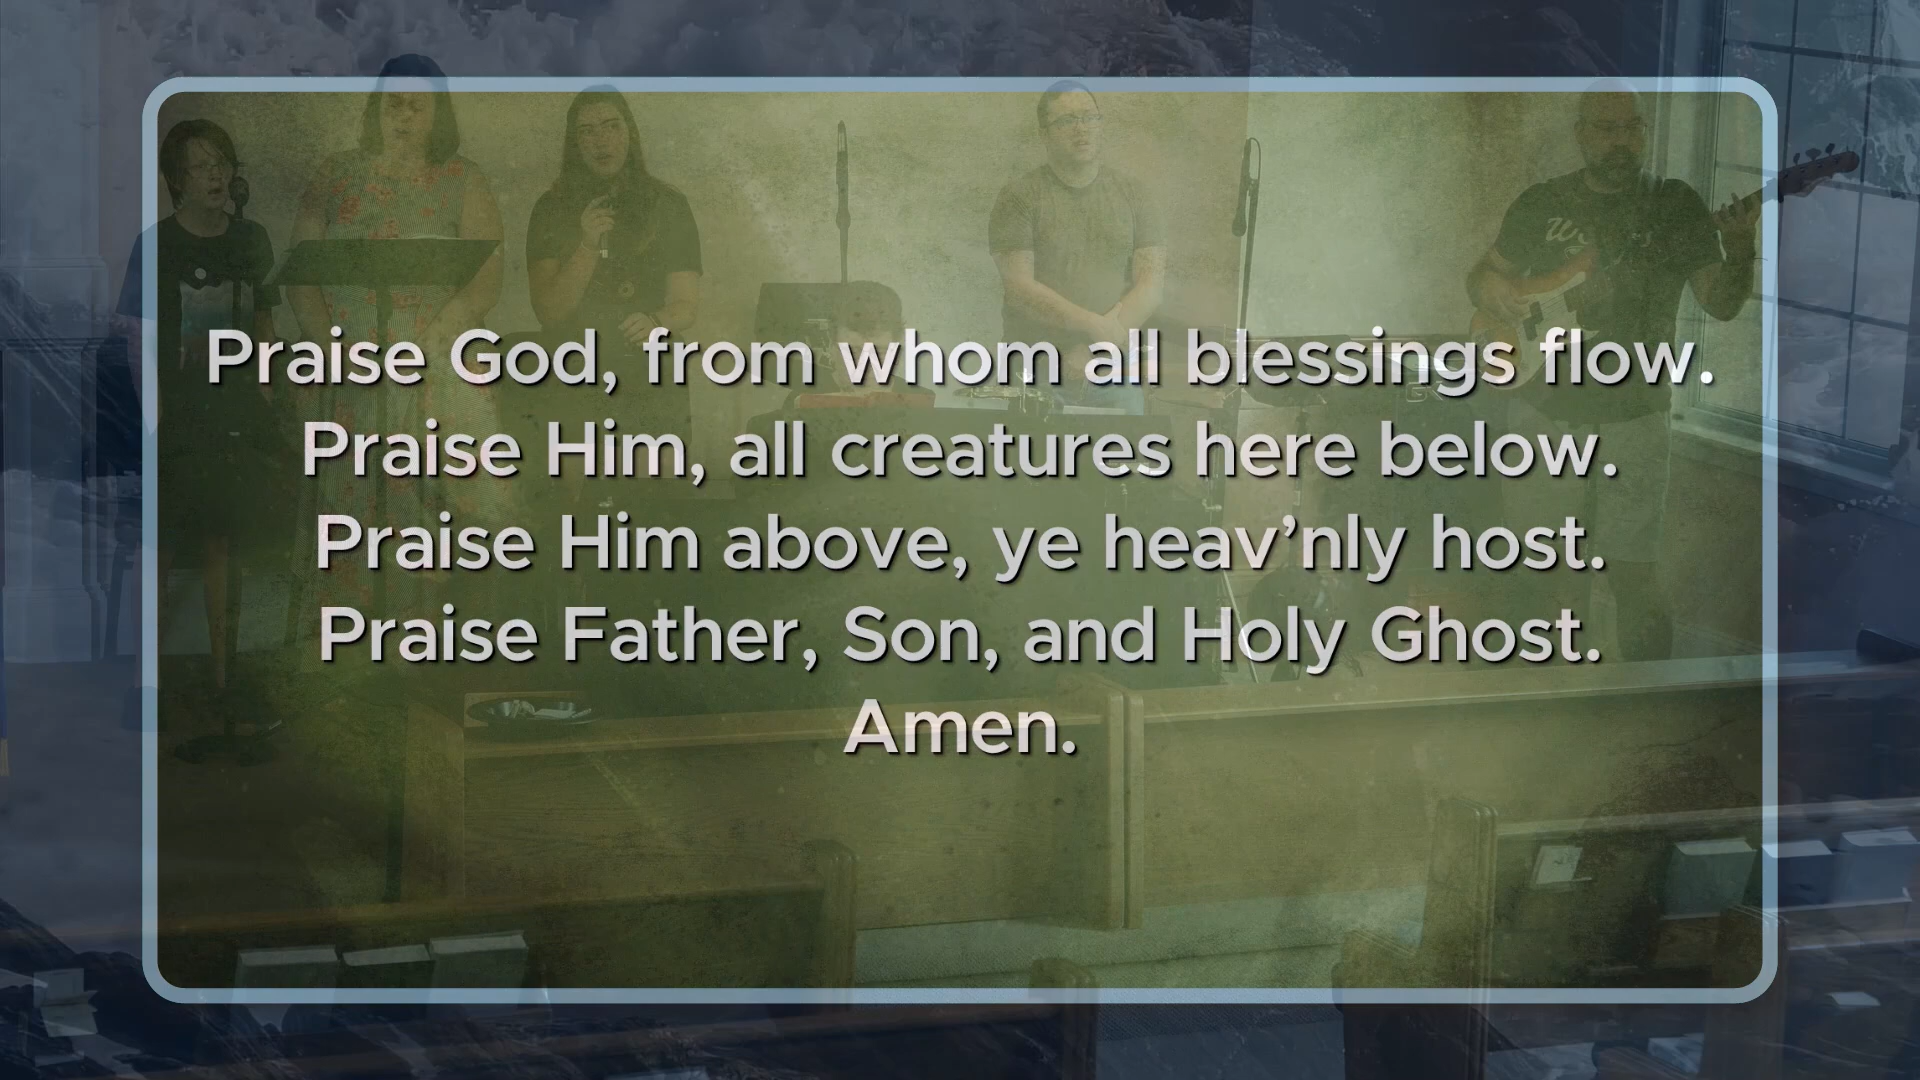 Praise God, from whom all blessings flow.
Praise Him, all creatures here below.
Praise Him above, ye heav’nly host.
Praise Father, Son, and Holy Ghost.
Amen.